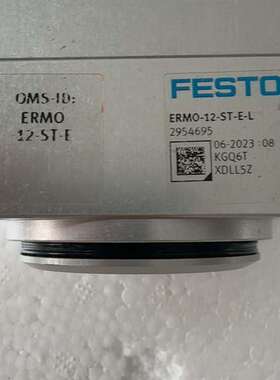 OMS-ID:
ERMO
12-ST-E
FESTO
ERMO-12-ST-E-L
2954695
06-2023 :08
KGQ6T
XDLL5Z